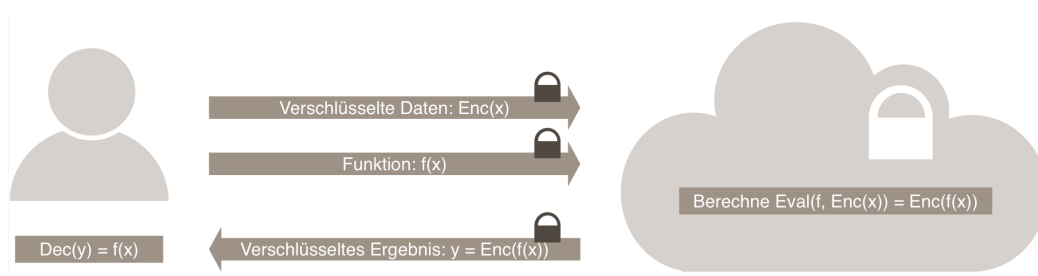 Verschlüsselte Daten: Enc(x)
Funktion: f(x)
Berechne Eval(f, Enc(x)) = Enc(f(x))
Verschlüsseltes Ergebnis: y = Enc(f(x))
Dec(y) = f(x)